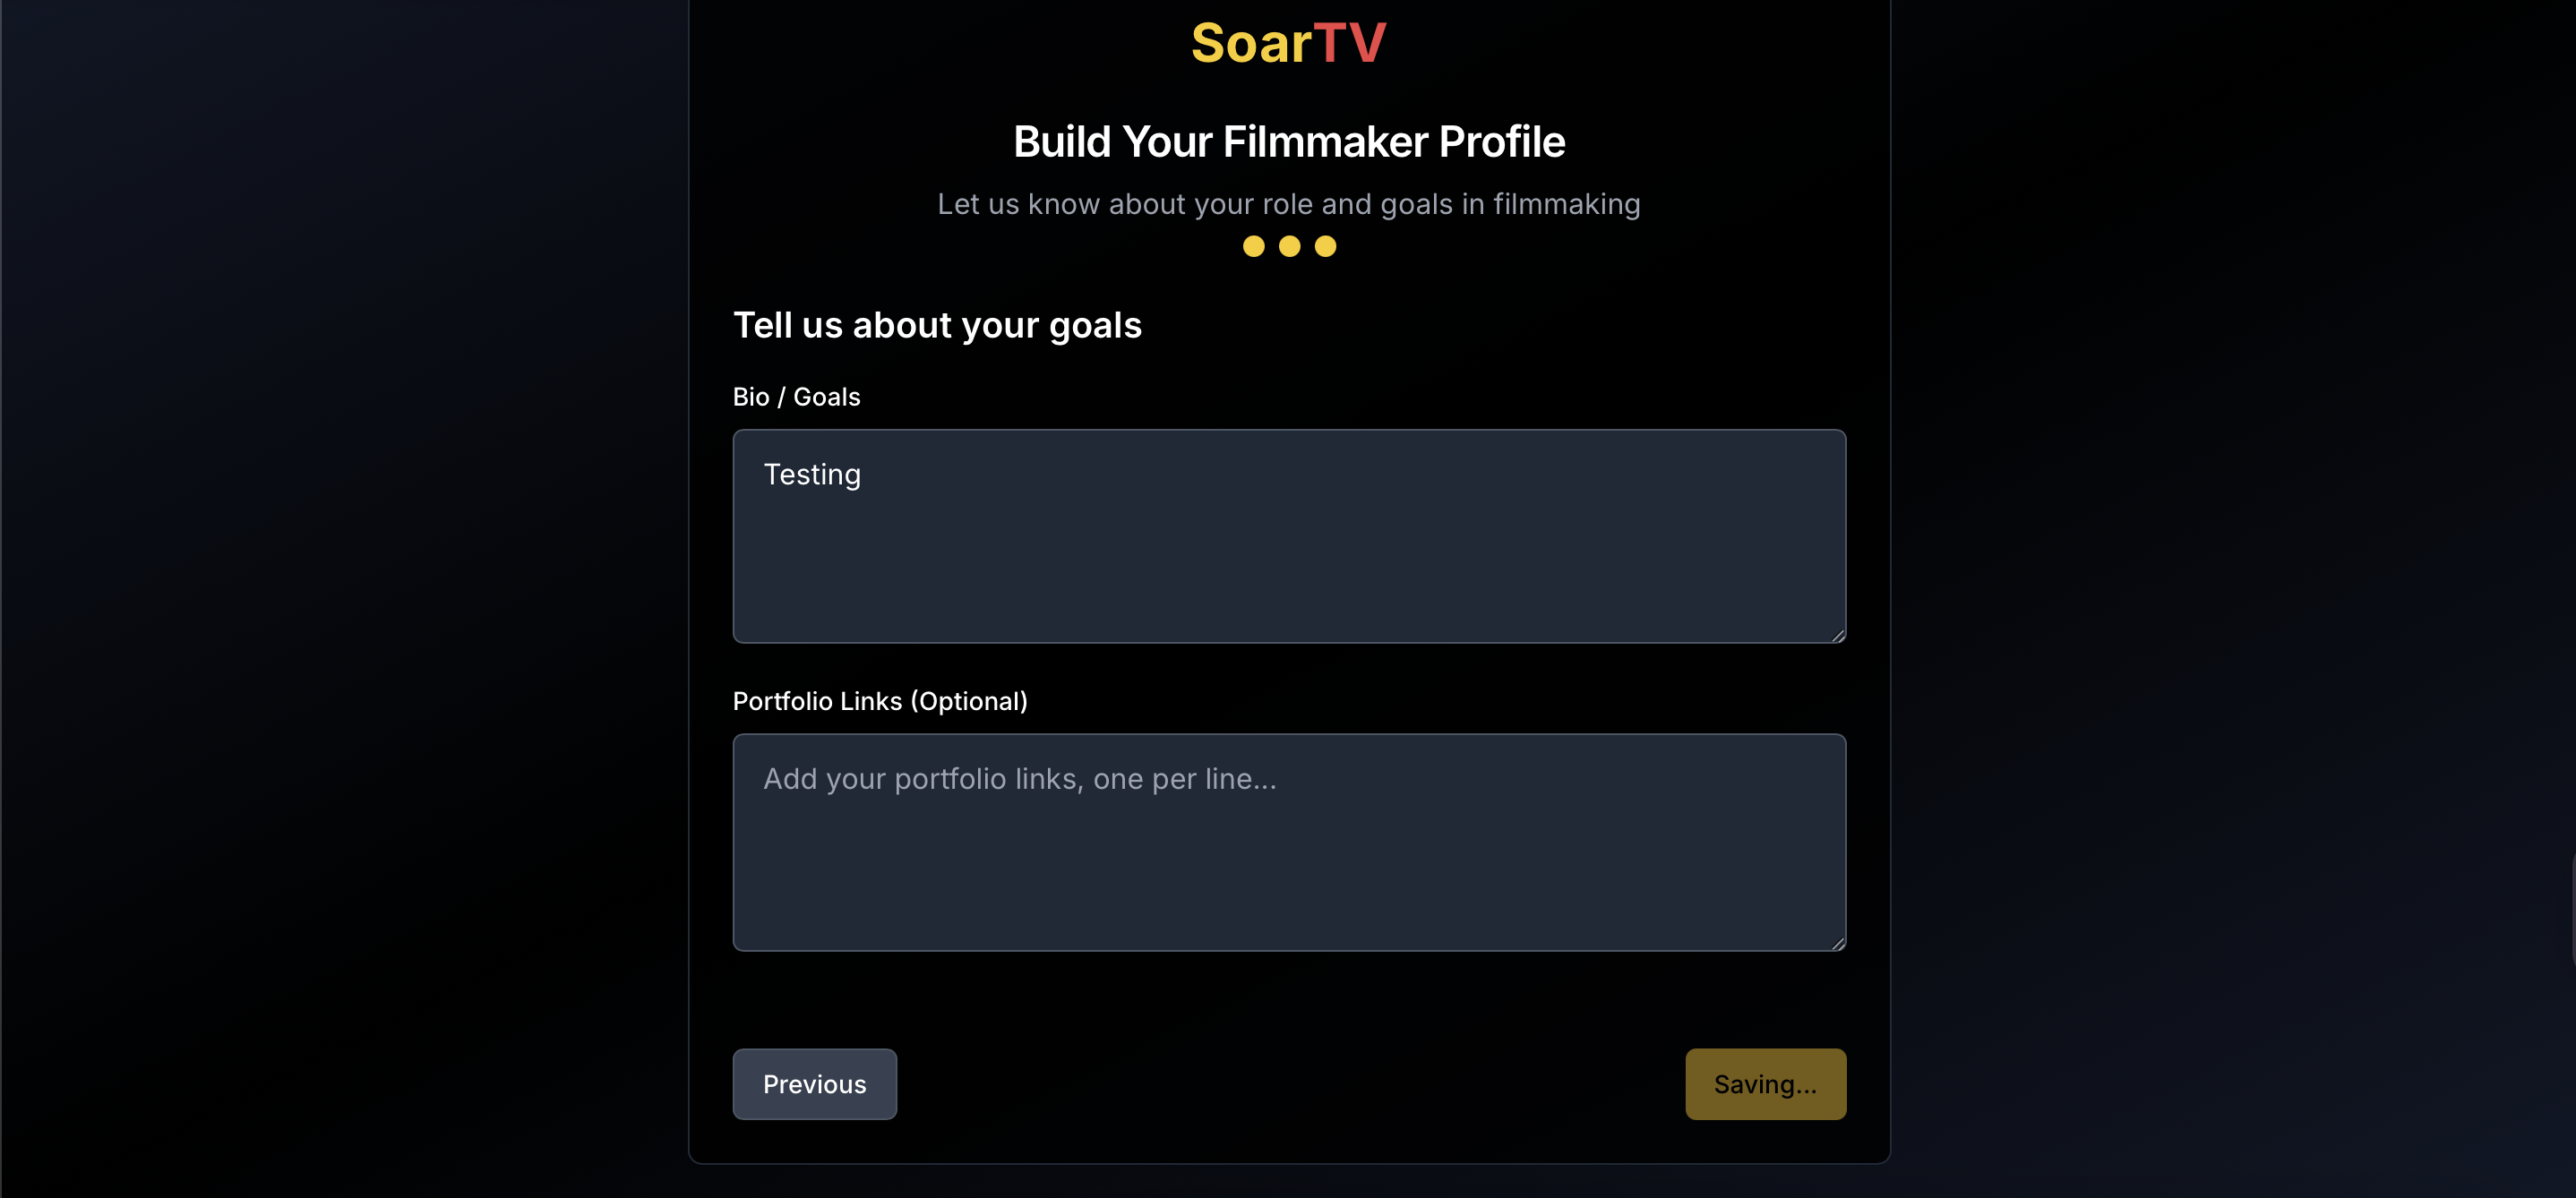 SoarTV
Build Your Filmmaker Profile
Let us know about your role and goals in filmmaking
Tell us about your goals
Bio / Goals
Testing
Portfolio Links (Optional)
Add your portfolio links, one per line...
Previous
Saving...